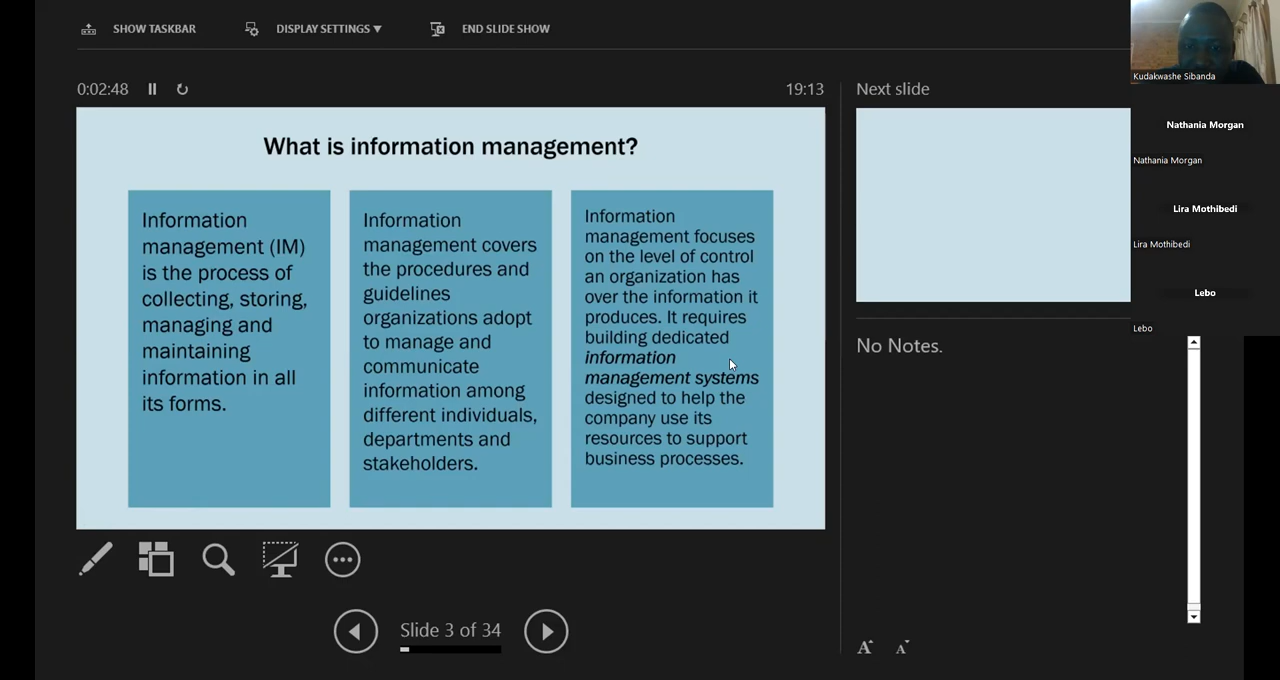 SHOW TASKBAR
DISPLAY SETTINGS ▼
END SLIDE SHOW
0:02:48
19:13
What is information management?
Information
management (IM)
is the process of
collecting, storing,
managing and
maintaining
information in all
its forms.
Information
management covers
the procedures and
guidelines
organizations adopt
to manage and
communicate
information among
different individuals,
departments and
stakeholders.
Information
management focuses
on the level of control
an organization has
over the information it
produces. It requires
building dedicated
information
management systems
designed to help the
company use its
resources to support
business processes.
Slide 3 of 34
Next slide
No Notes.
A A
Kudakwashe Sibanda
Nathania Morgan
Nathania Morgan
Lira Mothibedi
Lira Mothibedi
Lebo
Lebo